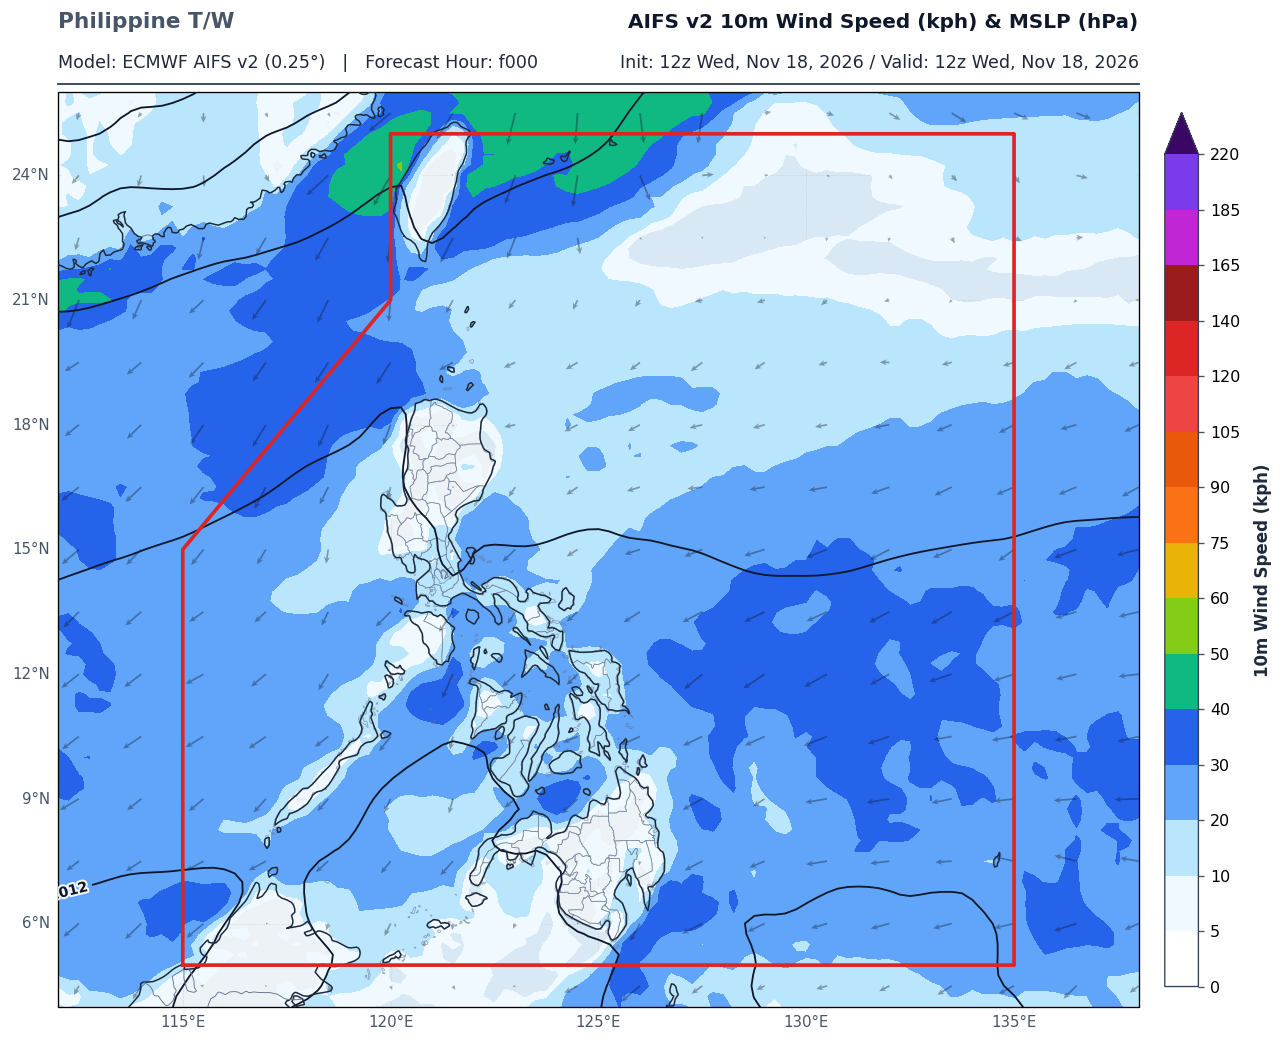 Philippine T/W
AIFS v2 10m Wind Speed (kph) & MSLP (hPa)
Model: ECMWF AIFS v2 (0.25°) | Forecast Hour: f000
Init: 12z Wed, Nov 18, 2026 / Valid: 12z Wed, Nov 18, 2026
24°N
21°N
18°N
15°N
12°N
9°N
6°N
012
115°E
120°E
125°E
130°E
135°E
220
185
165
140
120
105
90
75
60
50
40
30
20
10
5
0
10m Wind Speed (kph)